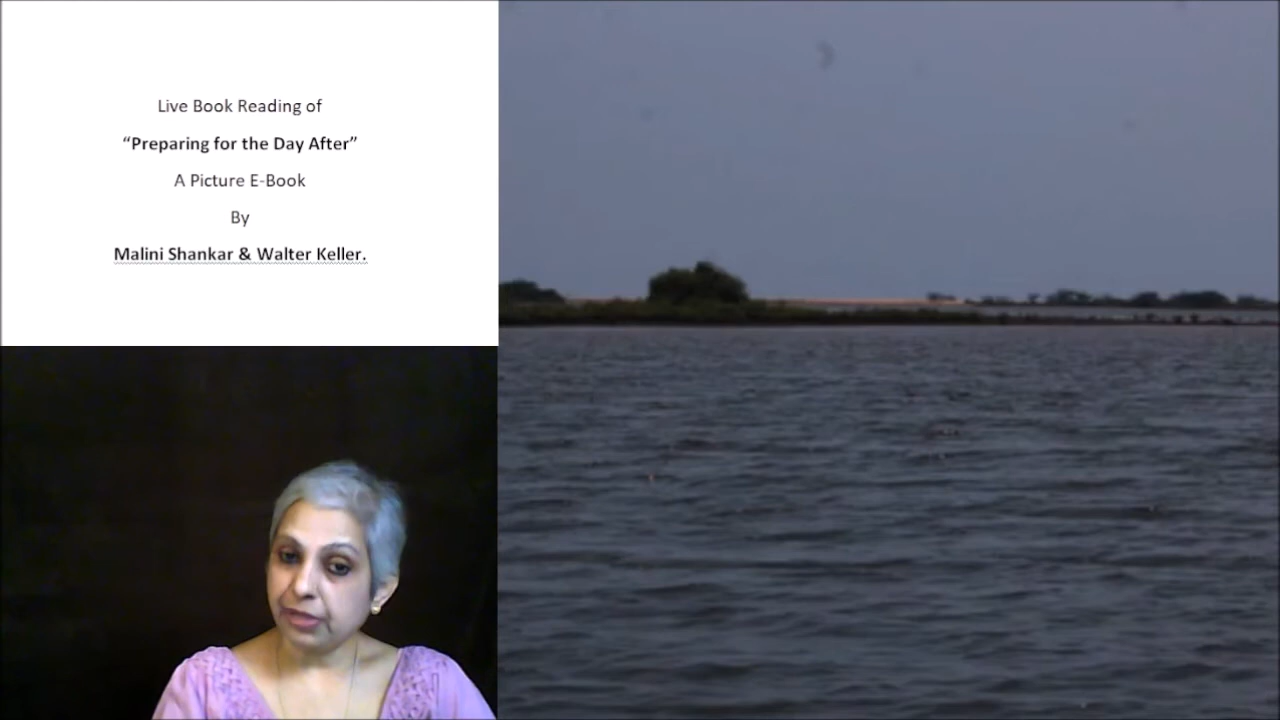 Live Book Reading of
“Preparing for the Day After”
A Picture E-Book
By
Malini Shankar & Walter Keller.